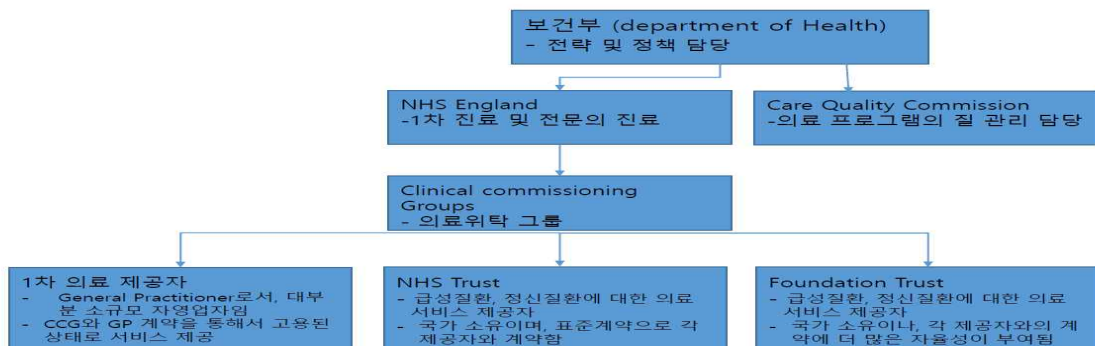 보건부 (department of Health)
- 전략 및 정책 담당
NHS England
-1차 진료 및 전문의 진료
Care Quality Commission
-의료 프로그램의 질 관리 담당
Clinical commissioning
Groups
- 의료위탁 그룹
1차 의료 제공자
- General Practitioner로서, 대부
분 소규모 자영업자임
- CCG와 GP 계약을 통해서 고용된
상태로 서비스 제공
NHS Trust
- 급성질환, 정신질환에 대한 의료
서비스 제공자
- 국가 소유이며, 표준계약으로 각
제공자와 계약함
Foundation Trust
- 급성질환, 정신질환에 대한 의료
서비스 제공자
- 국가 소유이나, 각 제공자와의 계
약에 더 많은 자율성이 부여됨